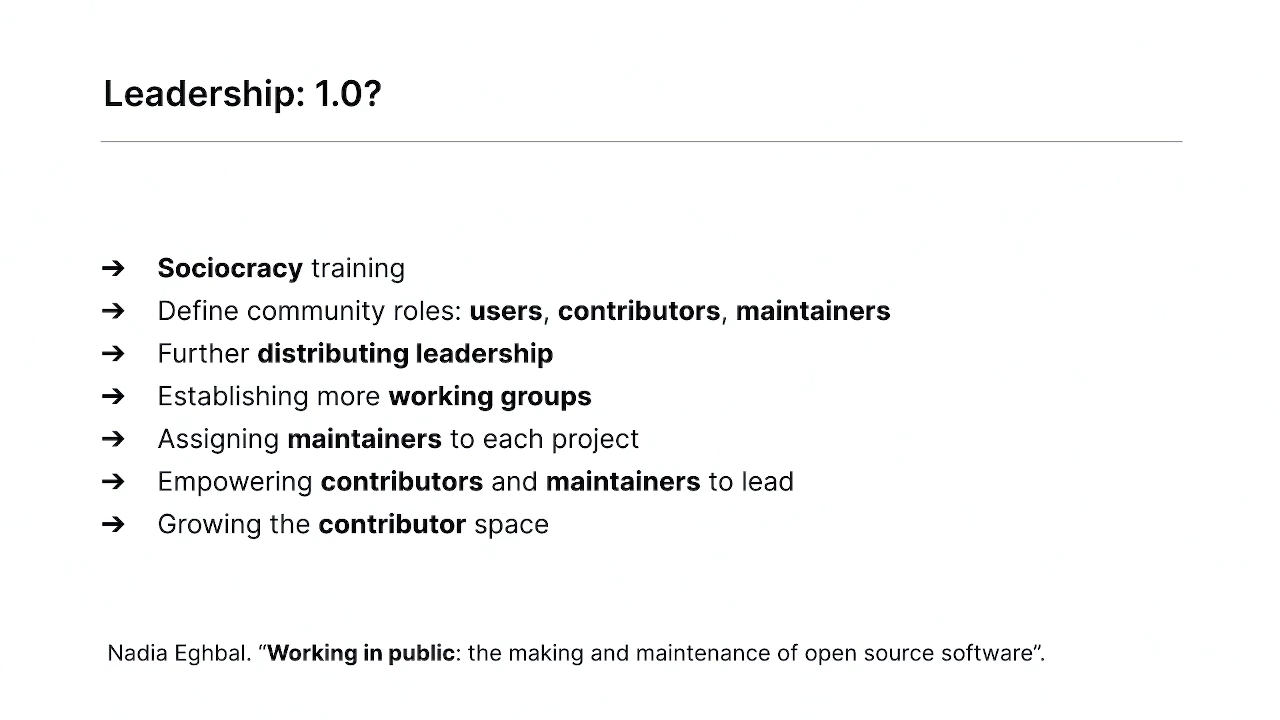 Leadership: 1.0?
➔ Sociocracy training
➔ Define community roles: users, contributors, maintainers
➔ Further distributing leadership
➔ Establishing more working groups
➔ Assigning maintainers to each project
➔ Empowering contributors and maintainers to lead
➔ Growing the contributor space
Nadia Eghbal. “Working in public: the making and maintenance of open source software”.